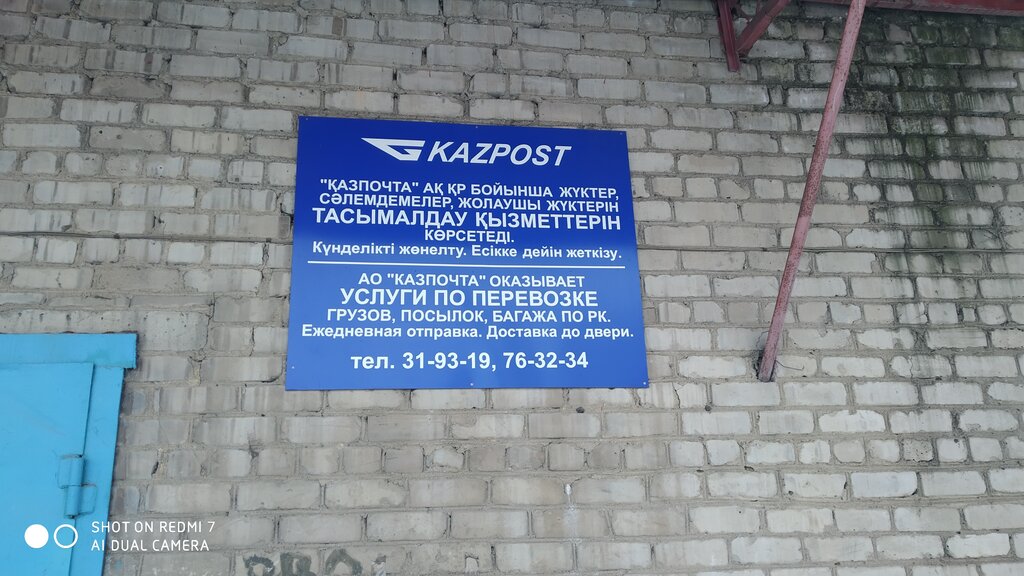 KAZPOST
"ҚАЗПОЧТА" АҚ ҚР БОЙЫНША ЖҮКТЕР,
СӘЛЕМДЕМЕЛЕР, ЖОЛАУШЫ ЖҮКТЕРІН
ТАСЫМАЛДАУ ҚЫЗМЕТТЕРІН
КӨРСЕТЕДІ.
Күнделікті жөнелту. Есікке дейін жеткізу.
АО "КАЗПОЧТА" ОКАЗЫВАЕТ
УСЛУГИ ПО ПЕРЕВОЗКЕ
ГРУЗОВ, ПОСЫЛОК, БАГАЖА ПО РК.
Ежедневная отправка. Доставка до двери.
тел. 31-93-19, 76-32-34
SHOT ON REDMI 7
AI DUAL CAMERA